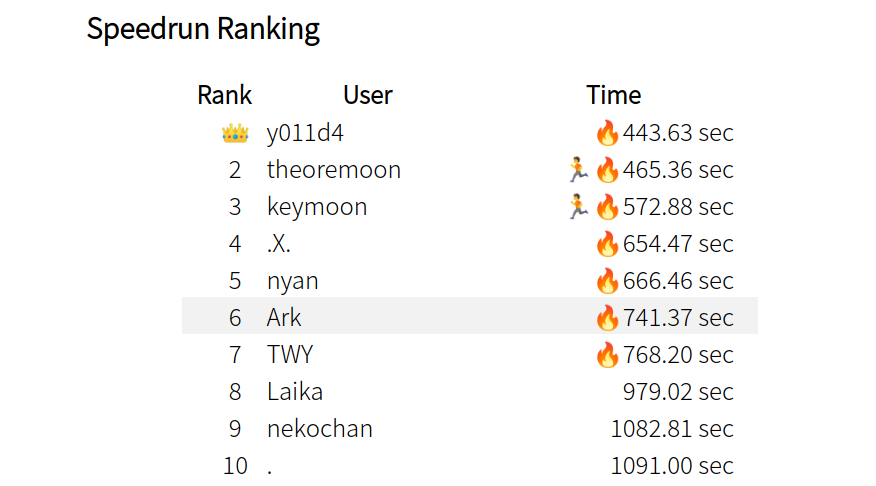 Speedrun Ranking
Rank User Time
👑 y011d4 🔥443.63 sec
2 theoremoon 🏃🔥465.36 sec
3 keymoon 🏃🔥572.88 sec
4 .X. 🔥654.47 sec
5 nyan 🔥666.46 sec
6 Ark 🔥741.37 sec
7 TWY 🔥768.20 sec
8 Laika 979.02 sec
9 nekochan 1082.81 sec
10 . 1091.00 sec